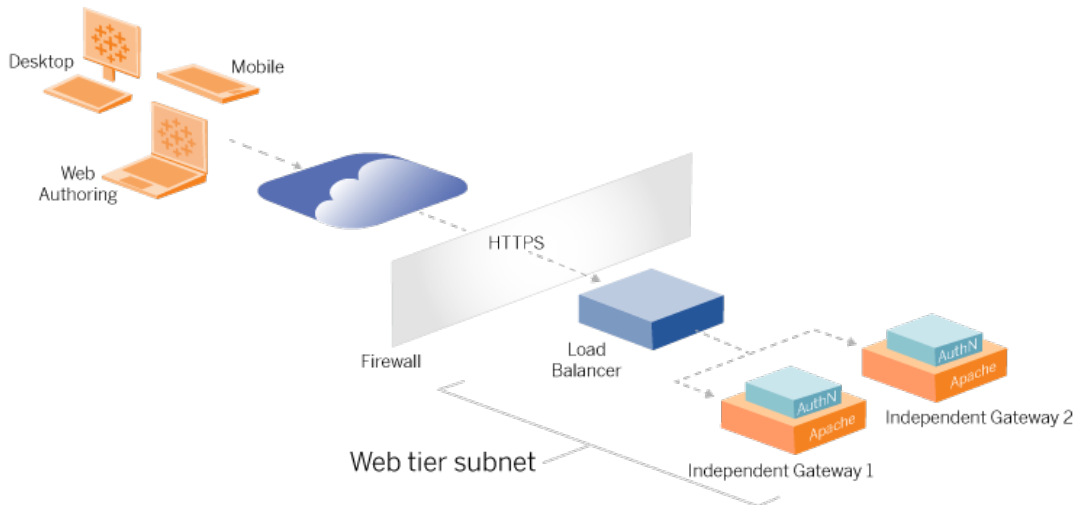 Desktop
Mobile
Web
Authoring
HTTPS
Firewall
Load
Balancer
AuthN
Apache
Independent Gateway 2
AuthN
Apache
Independent Gateway 1
Web tier subnet